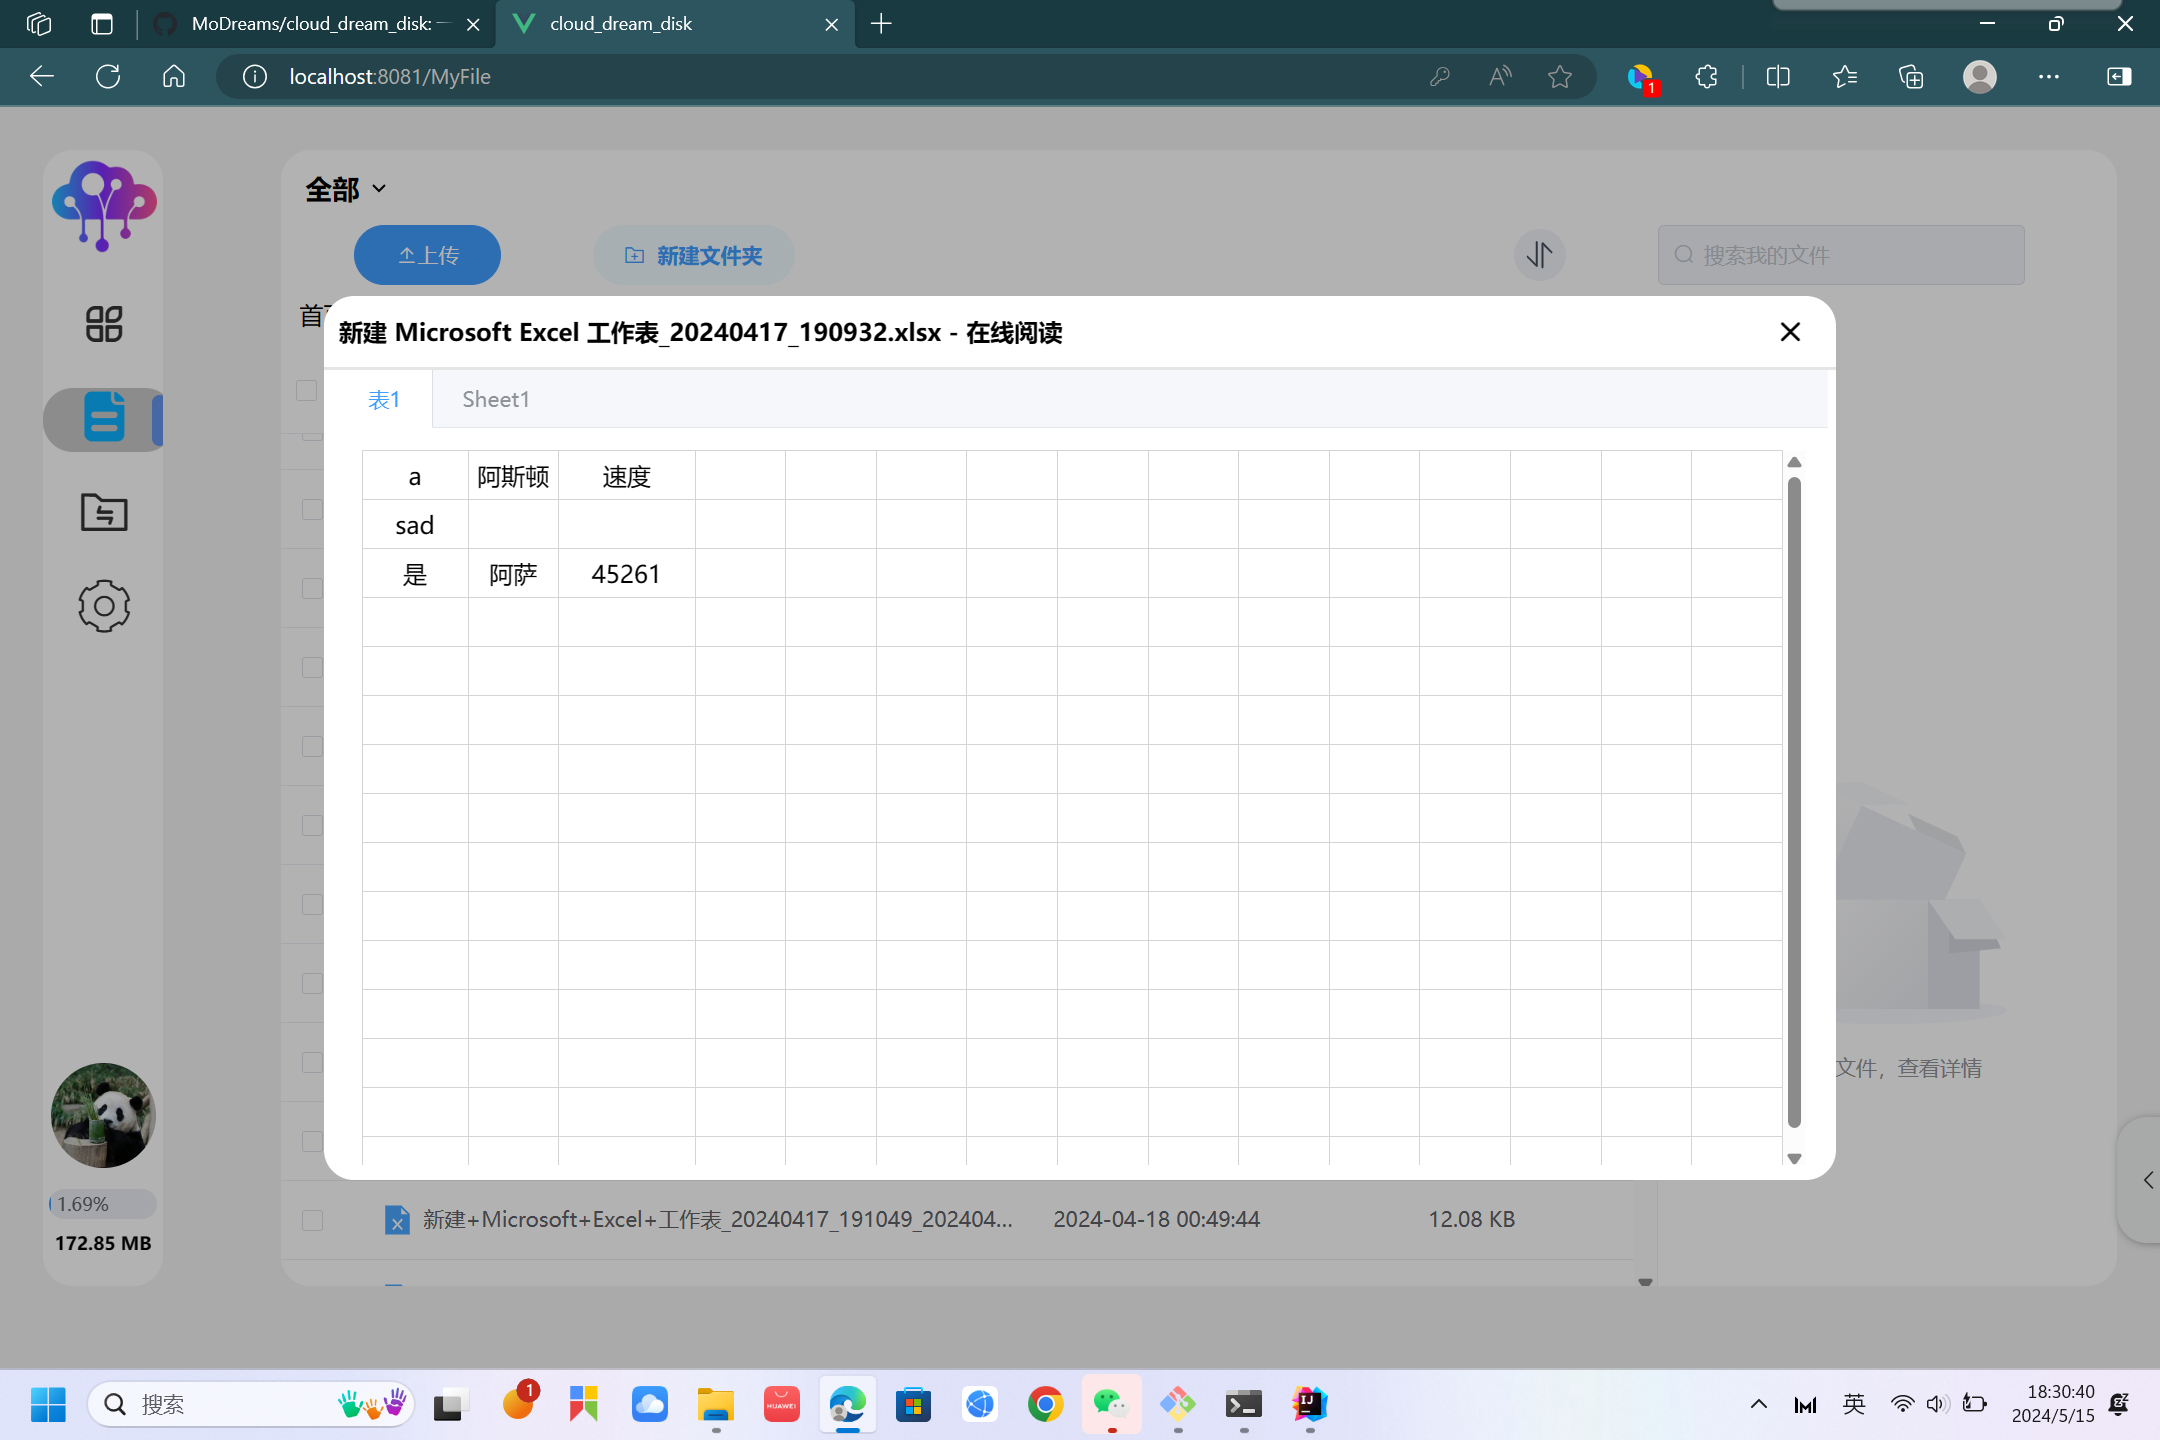 MoDreams/cloud_dream_disk: 一
cloud_dream_disk
localhost:8081/MyFile
1
全部
上传
新建文件夹
搜索我的文件
首
新建 Microsoft Excel 工作表_20240417_190932.xlsx - 在线阅读
表1
Sheet1
a 阿斯顿 速度
sad
是 阿萨 45261
文件，查看详情
1.69%
172.85 MB
新建+Microsoft+Excel+工作表_20240417_191049_202404... 2024-04-18 00:49:44 12.08 KB
搜索
1
HUAWEI
IJ
英
18:30:40
2024/5/15